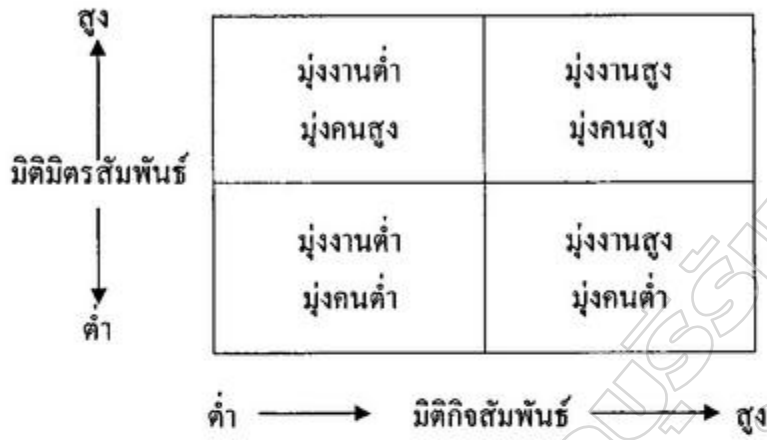 สูง
มุ่งงานต่ำ มุ่งงานสูง
มุ่งคนสูง มุ่งคนสูง
มิติมิตรสัมพันธ์
มุ่งงานต่ำ มุ่งงานสูง
มุ่งคนต่ำ มุ่งคนต่ำ
ต่ำ
ต่ำ มิติกิจสัมพันธ์ สูง